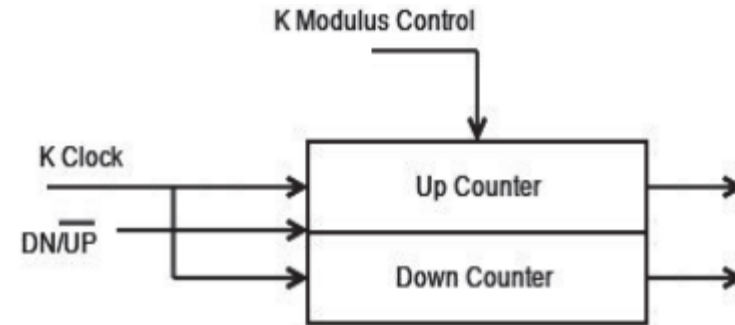 K Modulus Control
K Clock
Up Counter
DN/UP
Down Counter